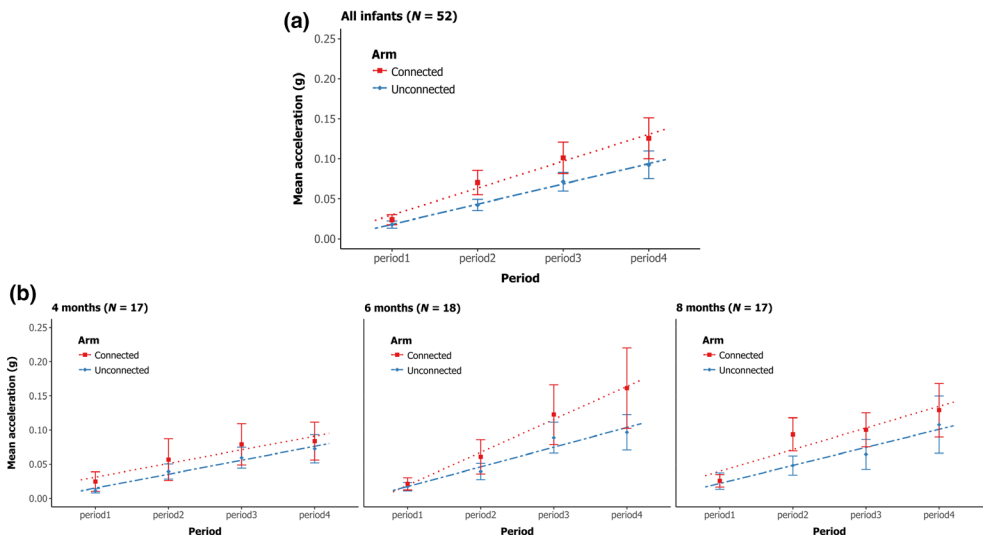 (a)
All infants (N = 52)
0.25
0.20
0.15
0.10
0.05
0.00
Mean acceleration (g)
Arm
Connected
Unconnected
period1 period2 period3 period4
Period
(b)
4 months (N = 17)
0.25
0.20
0.15
0.10
0.05
0.00
Mean acceleration (g)
Arm
Connected
Unconnected
period1 period2 period3 period4
Period
6 months (N = 18)
Arm
Connected
Unconnected
period1 period2 period3 period4
Period
8 months (N = 17)
Arm
Connected
Unconnected
period1 period2 period3 period4
Period